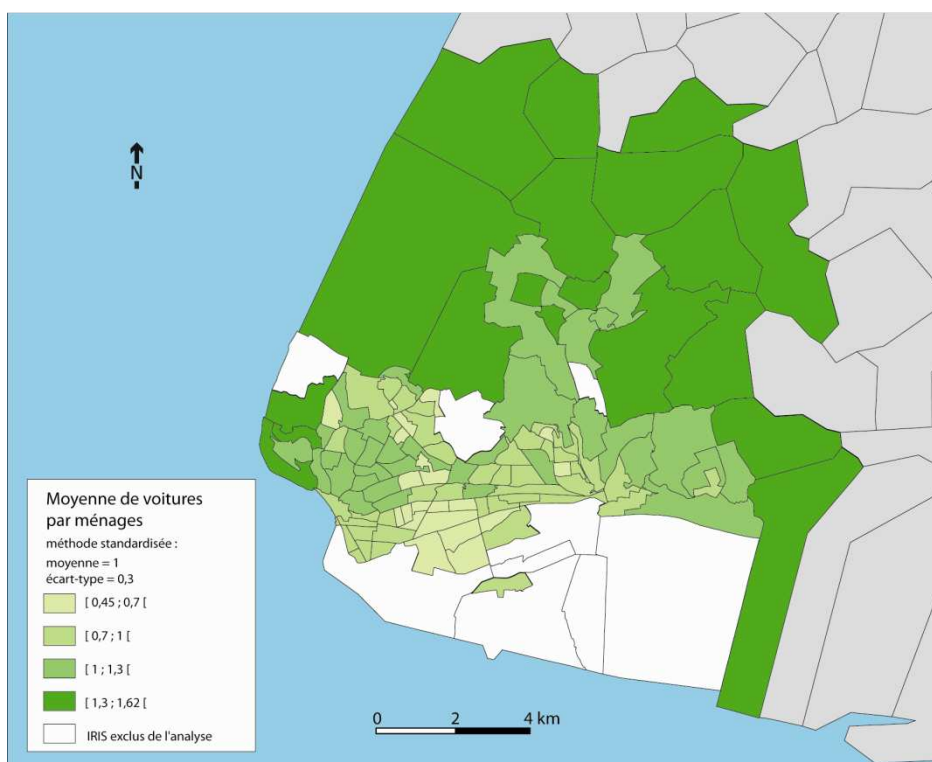 N
Moyenne de voitures
par ménages
méthode standardisée :
moyenne = 1
écart-type = 0,3
[ 0,45 ; 0,7 [
[ 0,7 ; 1 [
[ 1 ; 1,3 [
[ 1,3 ; 1,62 [
IRIS exclus de l'analyse
0 2 4 km